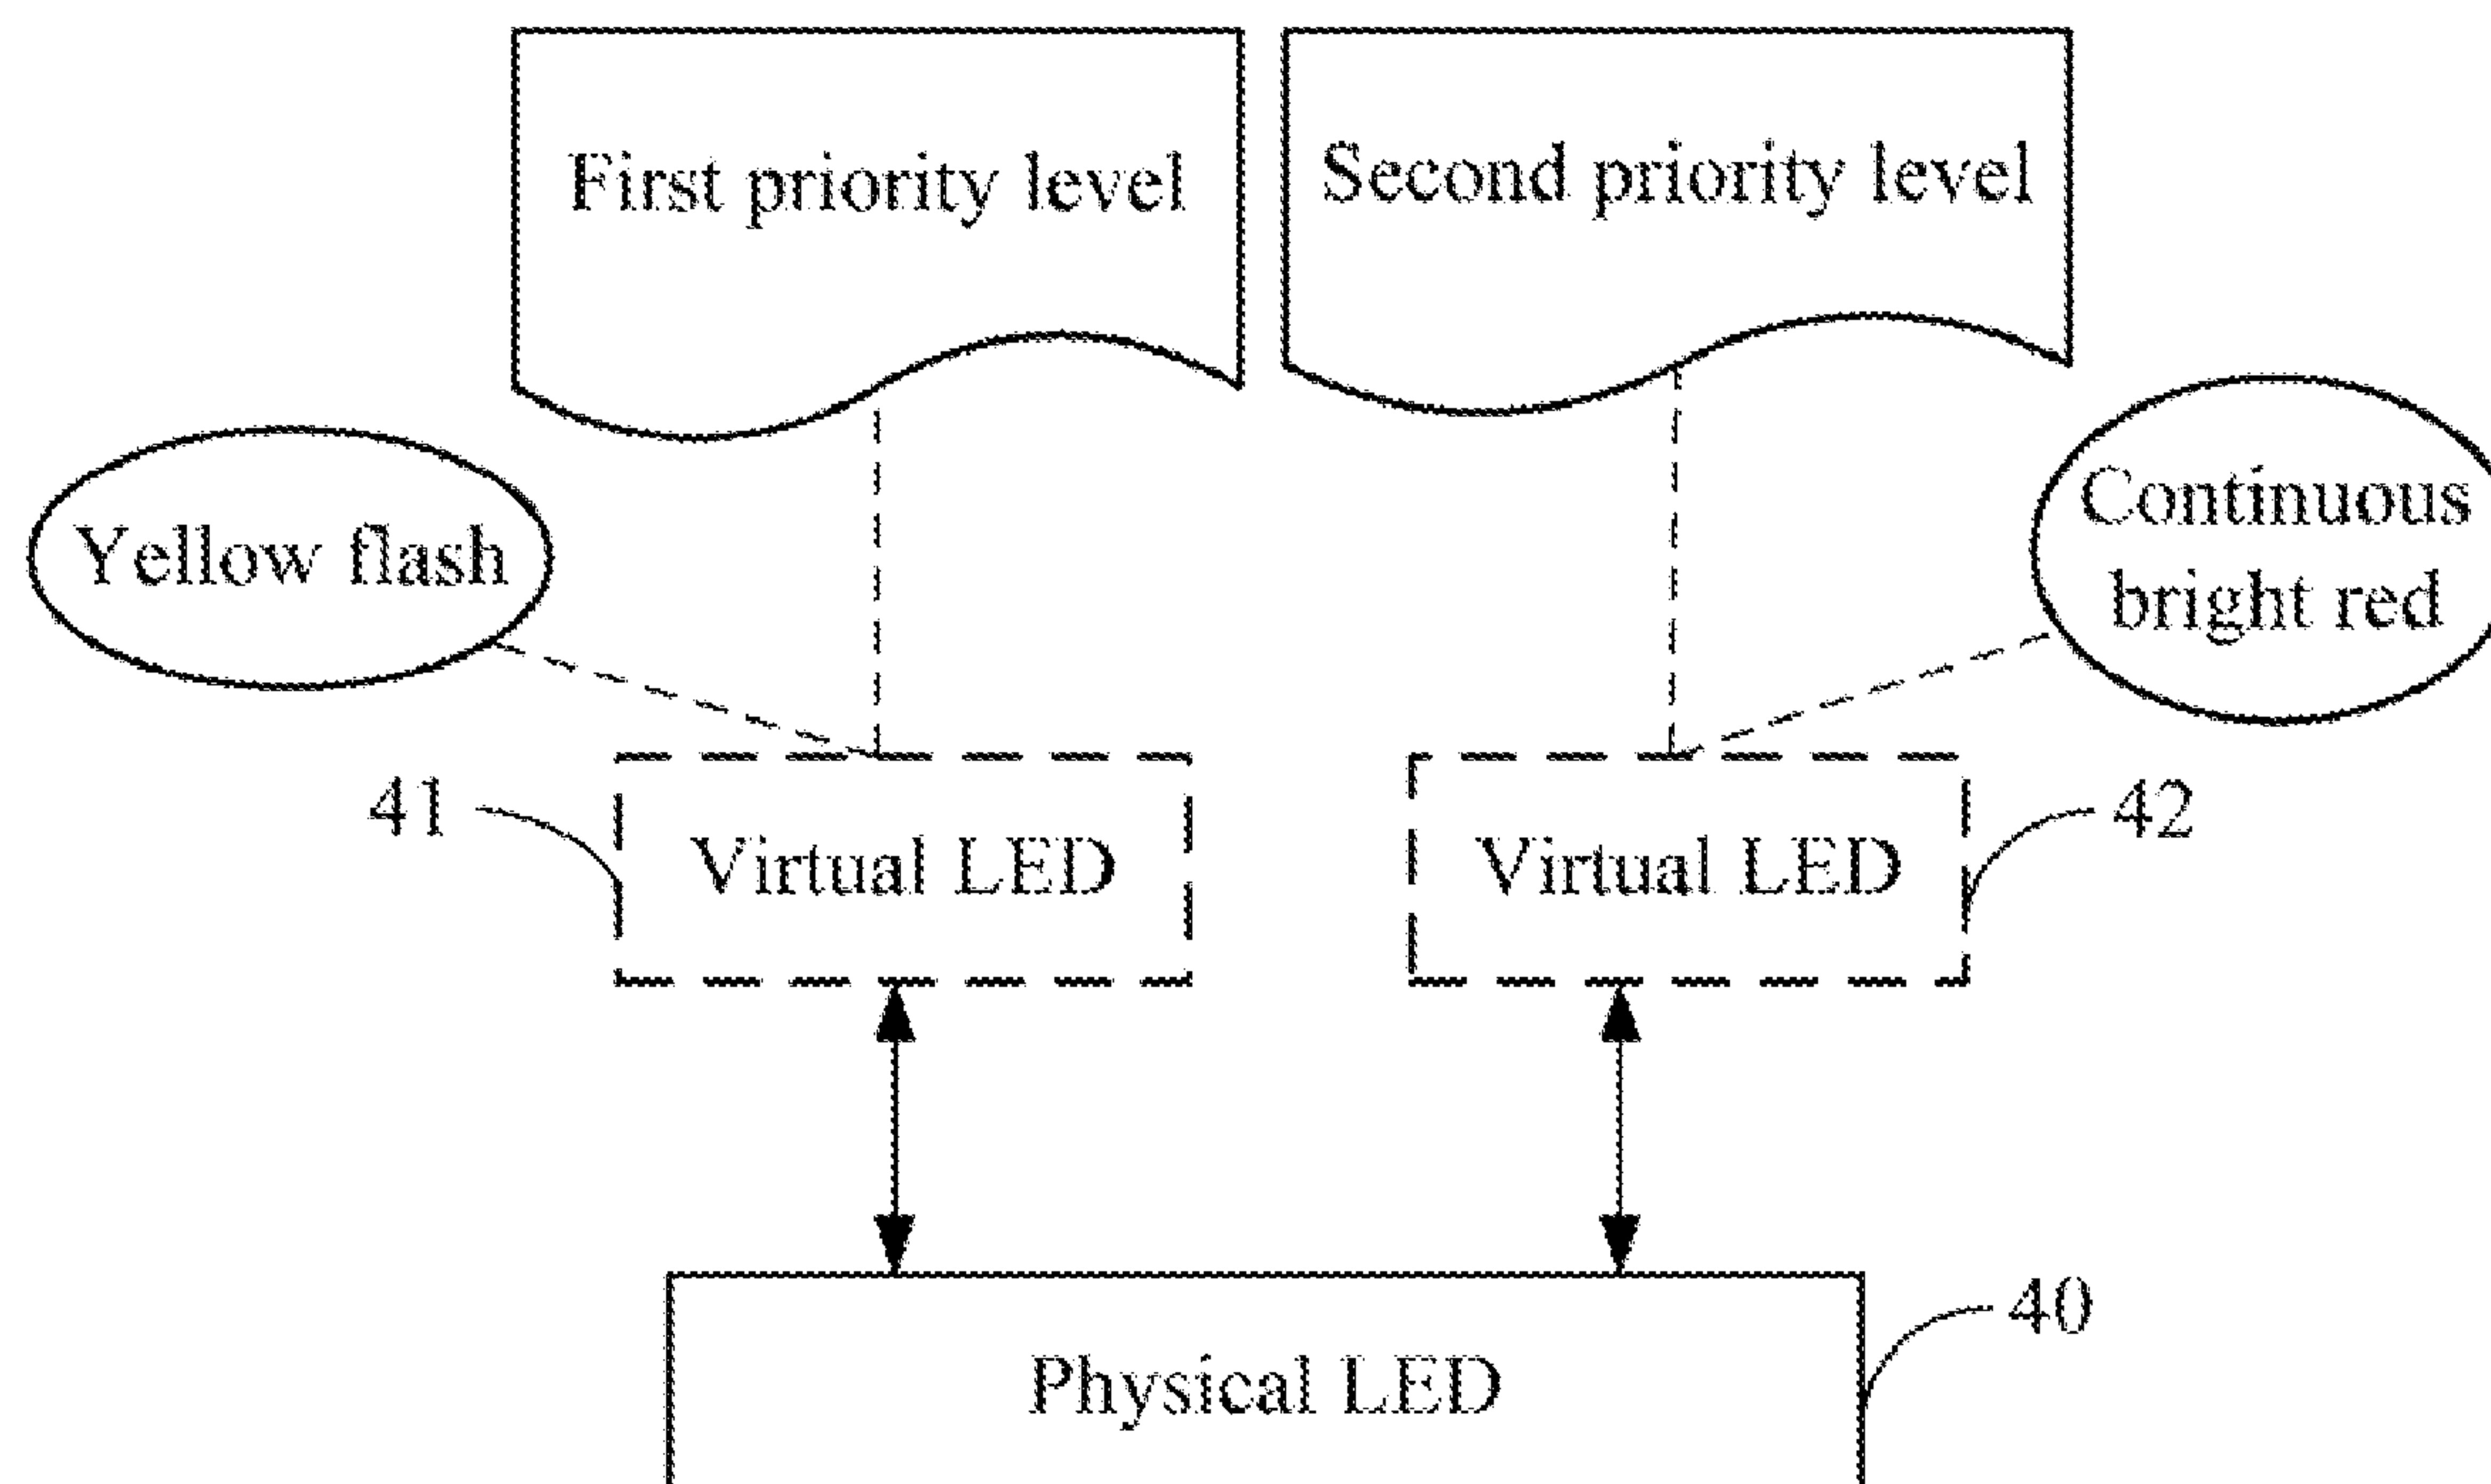 First priority level
Second priority level
Yellow flash
Continuous
bright red
41
Virtual LED
Virtual LED
42
40
Physical LED